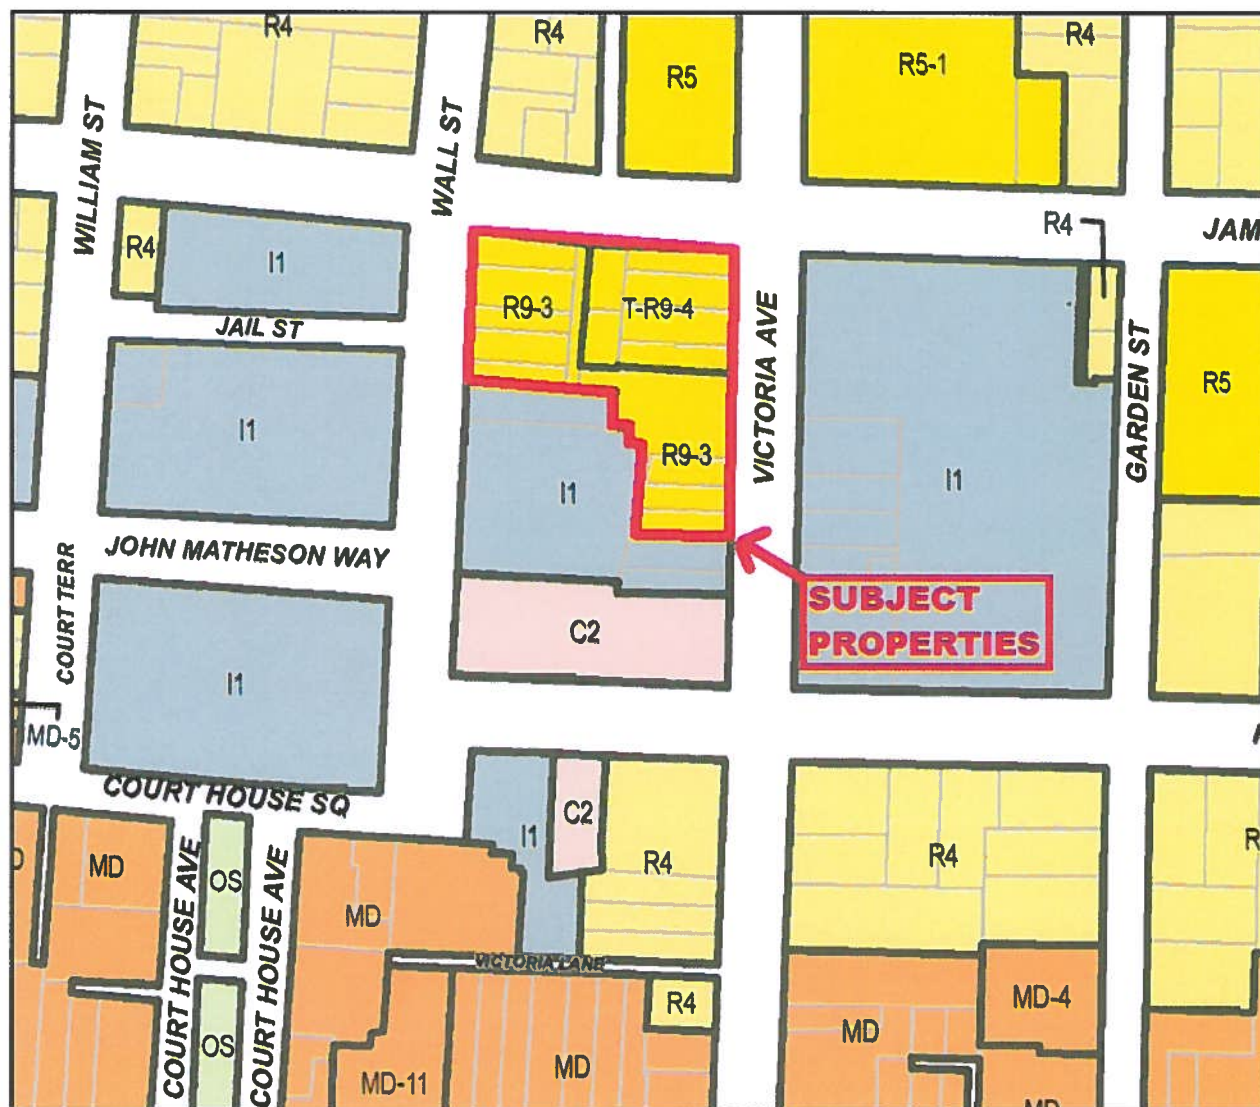 R4
R4
R5
R5-1
R4
WILLIAM ST
WALL ST
R4
JAM
R4
I1
JAIL ST
R9-3
T-R9-4
VICTORIA AVE
GARDEN ST
R5
I1
I1
R9-3
I1
JOHN MATHESON WAY
COURT TERR
SUBJECT
PROPERTIES
C2
I1
MD-5
COURT HOUSE SQ
I1
C2
R4
R4
R
D
MD
COURT HOUSE AVE
OS
COURT HOUSE AVE
MD
VICTORIA LANE
R4
MD-4
MD
OS
MD-11
MD
MD